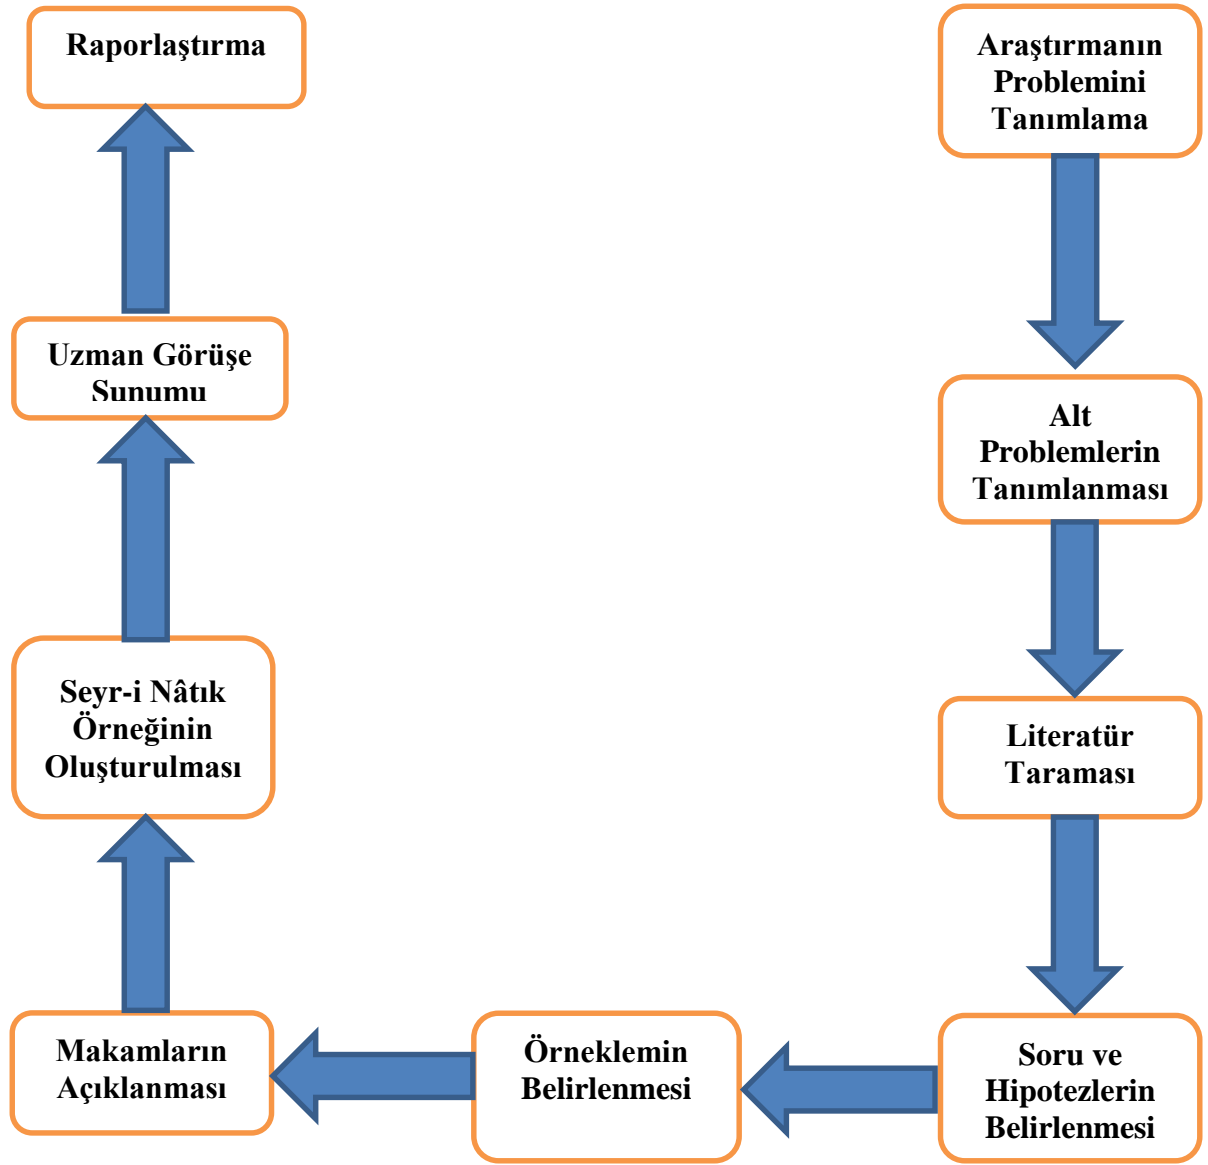 Raporlaştırma
Araştırmanın
Problemini
Tanımlama
Uzman Görüşe
Sunumu
Alt
Problemlerin
Tanımlanması
Seyr-i Nâtık
Örneğinin
Oluşturulması
Literatür
Taraması
Makamların
Açıklanması
Örneklemin
Belirlenmesi
Soru ve
Hipotezlerin
Belirlenmesi